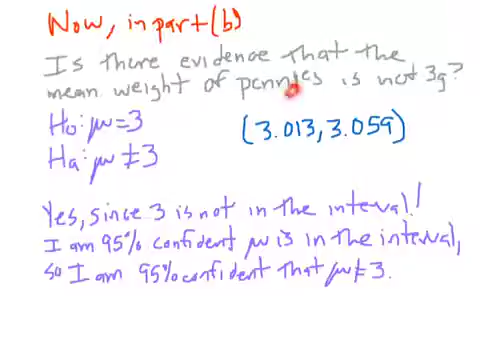 Now, in part (b)
Is there evidence that the
mean weight of pennies is not 3g?
Ho: μ=3
(3.013, 3.059)
Ha: μ≠3
Yes, since 3 is not in the interval!
I am 95% confident μ is in the interval,
so I am 95% confident that μ≠3.